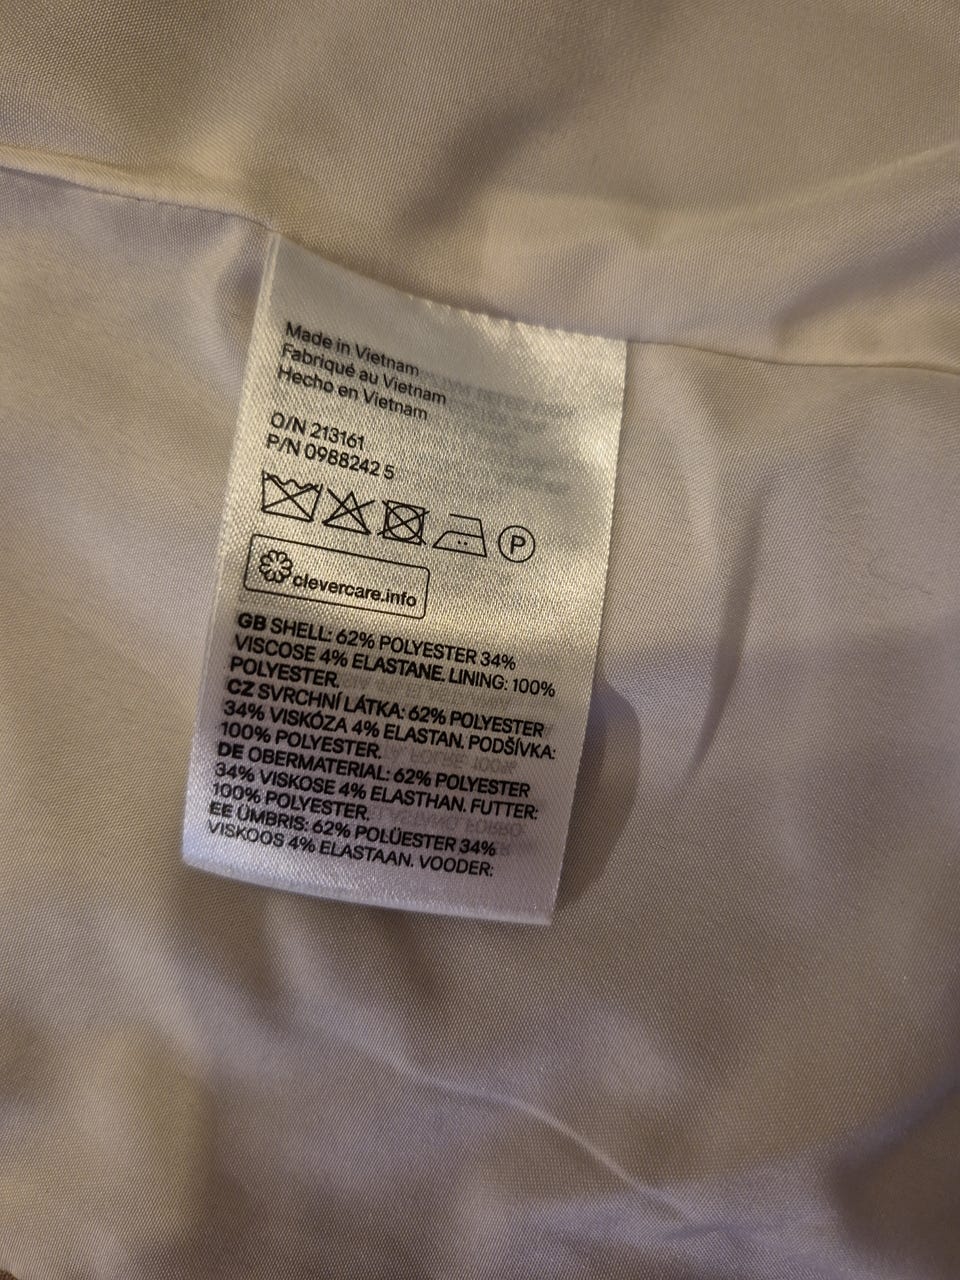 Made in Vietnam
Fabriqué au Vietnam
Hecho en Vietnam
O/N 213161
P/N 0988242 5
P
clevercare.info
GB SHELL: 62% POLYESTER 34%
VISCOSE 4% ELASTANE. LINING: 100%
POLYESTER.
CZ SVRCHNÍ LÁTKA: 62% POLYESTER
34% VISKÓZA 4% ELASTAN. PODŠÍVKA:
100% POLYESTER.
DE OBERMATERIAL: 62% POLYESTER
34% VISKOSE 4% ELASTHAN. FUTTER:
100% POLYESTER.
EE ÜMBRIS: 62% POLÜESTER 34%
VISKOOS 4% ELASTAAN. VOODER: